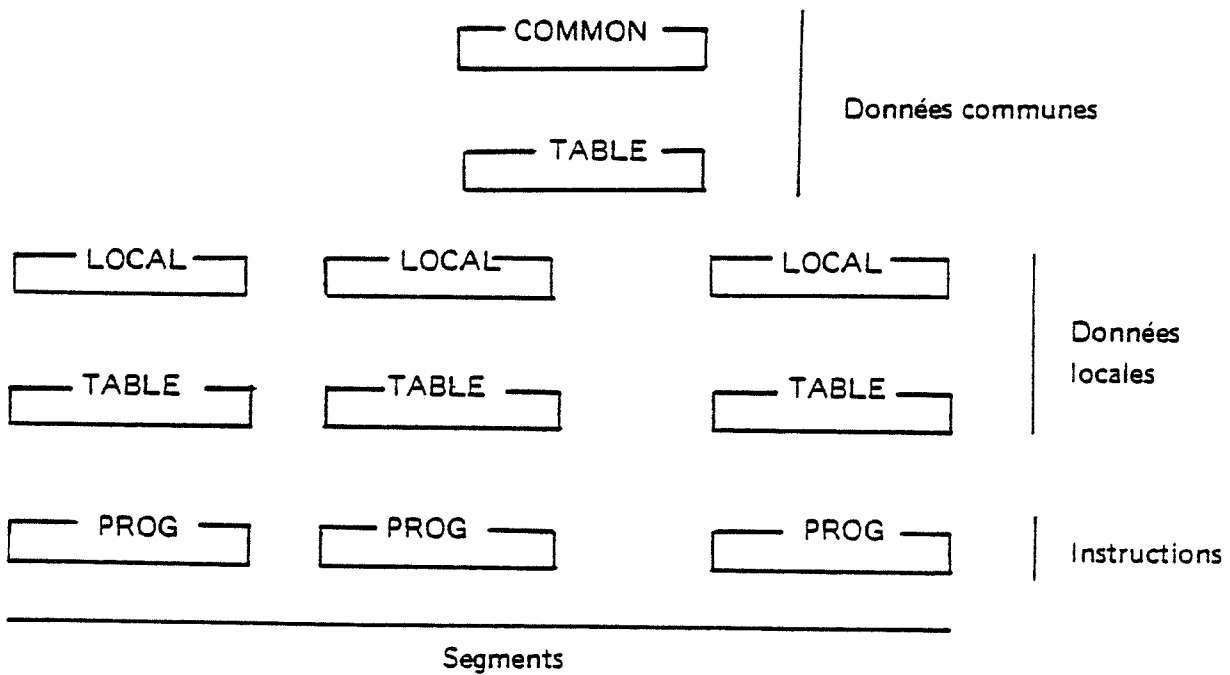 COMMON
Données communes
TABLE
LOCAL LOCAL LOCAL
Données
locales
TABLE TABLE TABLE
PROG PROG PROG
Instructions
Segments